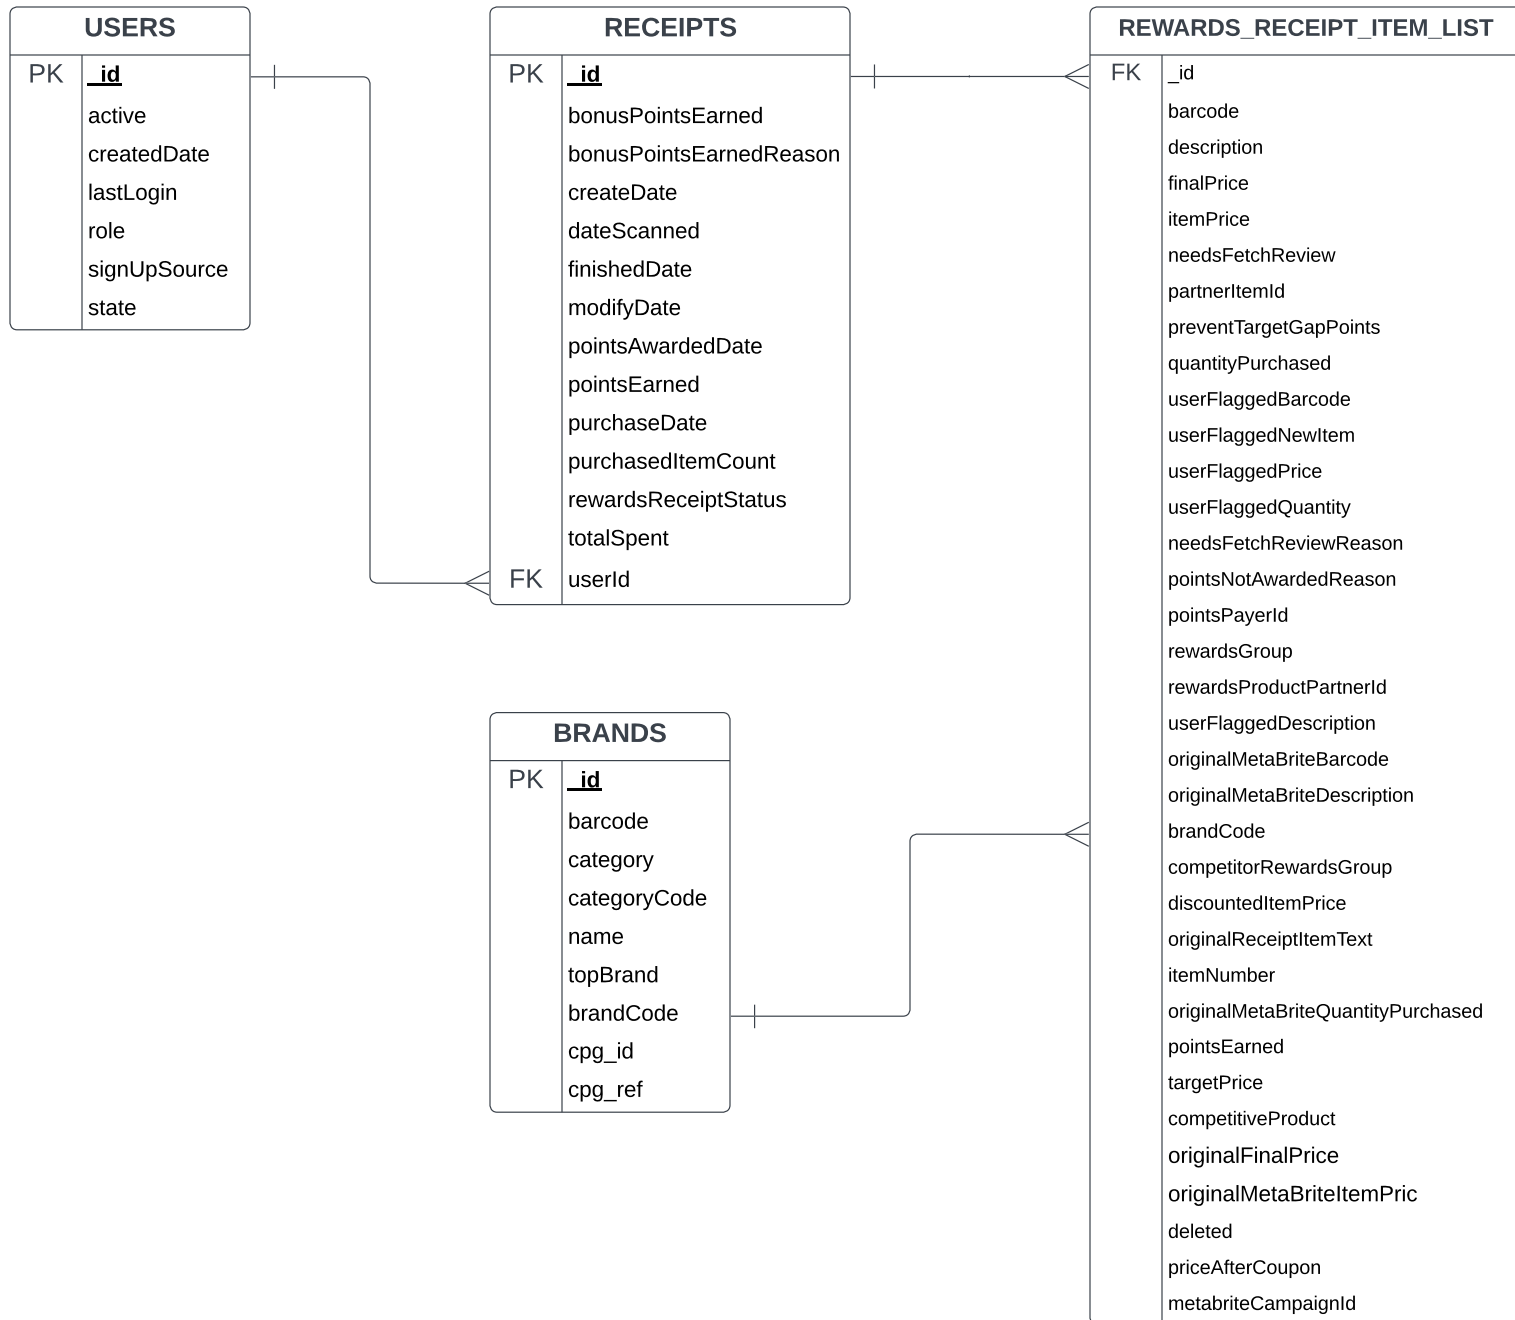 USERS
PK _id
active
createdDate
lastLogin
role
signUpSource
state
RECEIPTS
PK _id
bonusPointsEarned
bonusPointsEarnedReason
createDate
dateScanned
finishedDate
modifyDate
pointsAwardedDate
pointsEarned
purchaseDate
purchasedItemCount
rewardsReceiptStatus
totalSpent
FK userId
BRANDS
PK _id
barcode
category
categoryCode
name
topBrand
brandCode
cpg_id
cpg_ref
REWARDS_RECEIPT_ITEM_LIST
FK _id
barcode
description
finalPrice
itemPrice
needsFetchReview
partnerItemId
preventTargetGapPoints
quantityPurchased
userFlaggedBarcode
userFlaggedNewItem
userFlaggedPrice
userFlaggedQuantity
needsFetchReviewReason
pointsNotAwardedReason
pointsPayerId
rewardsGroup
rewardsProductPartnerId
userFlaggedDescription
originalMetaBriteBarcode
originalMetaBriteDescription
brandCode
competitorRewardsGroup
discountedItemPrice
originalReceiptItemText
itemNumber
originalMetaBriteQuantityPurchased
pointsEarned
targetPrice
competitiveProduct
originalFinalPrice
originalMetaBriteItemPric
deleted
priceAfterCoupon
metabriteCampaignId